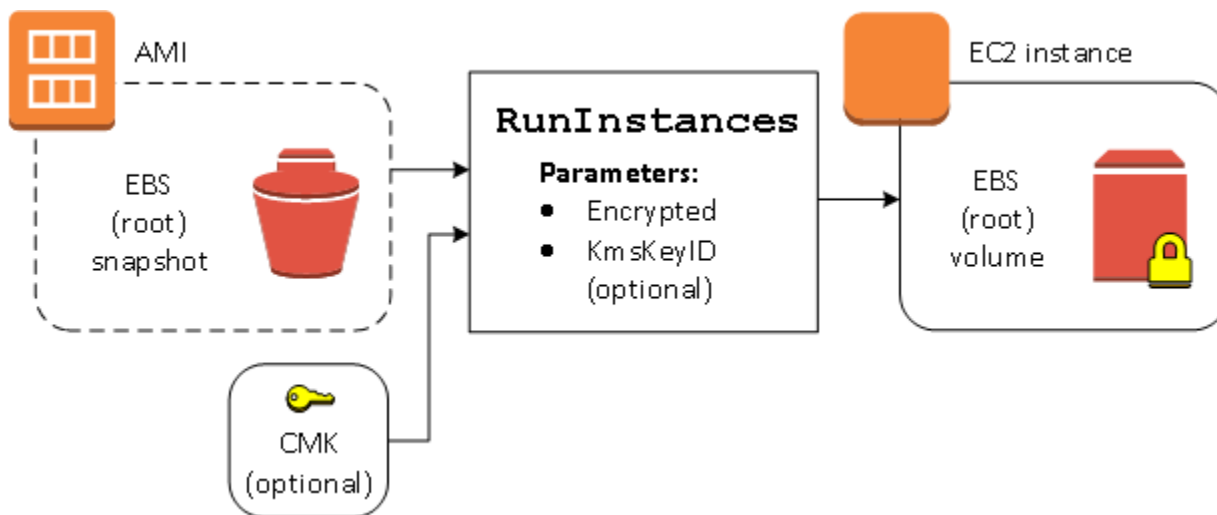 AMI
EBS
(root)
snapshot
CMK
(optional)
RunInstances
Parameters:
● Encrypted
● KmsKeyID
(optional)
EC2 instance
EBS
(root)
volume